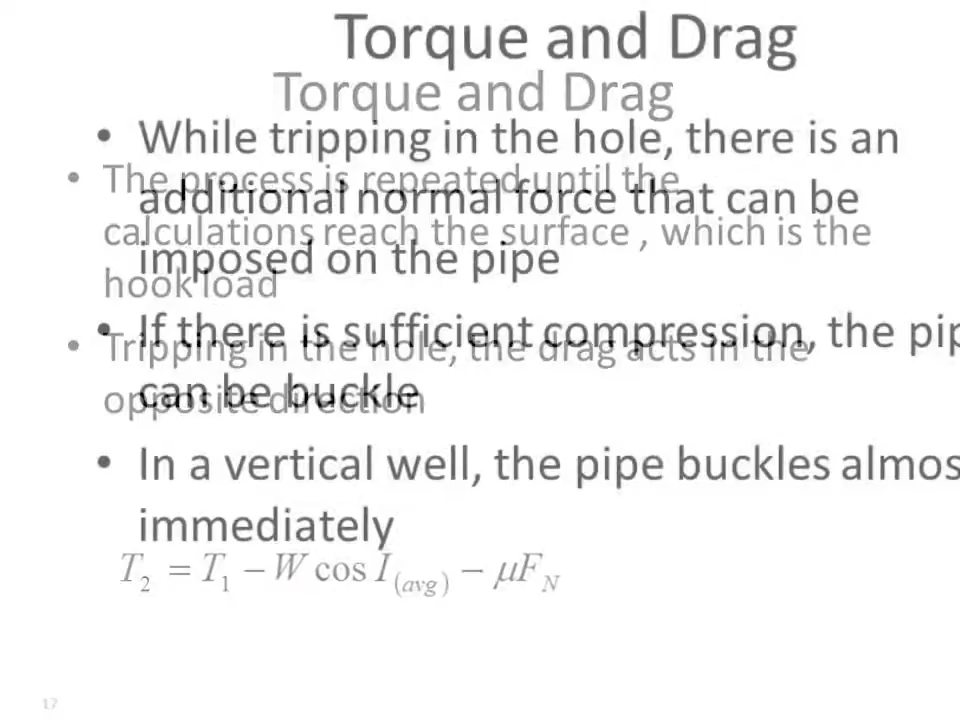 Torque and Drag
• While tripping in the hole, there is an
additional normal force that can be
imposed on the pipe
• If there is sufficient compression, the pip
can be buckle
• In a vertical well, the pipe buckles almos
immediately
Torque and Drag
• The process is repeated until the
calculations reach the surface , which is the
hook load
• Tripping in the hole, the drag acts in the
opposite direction
T₂ = T₁ − W cos I₍avg₎ − μF_N
17